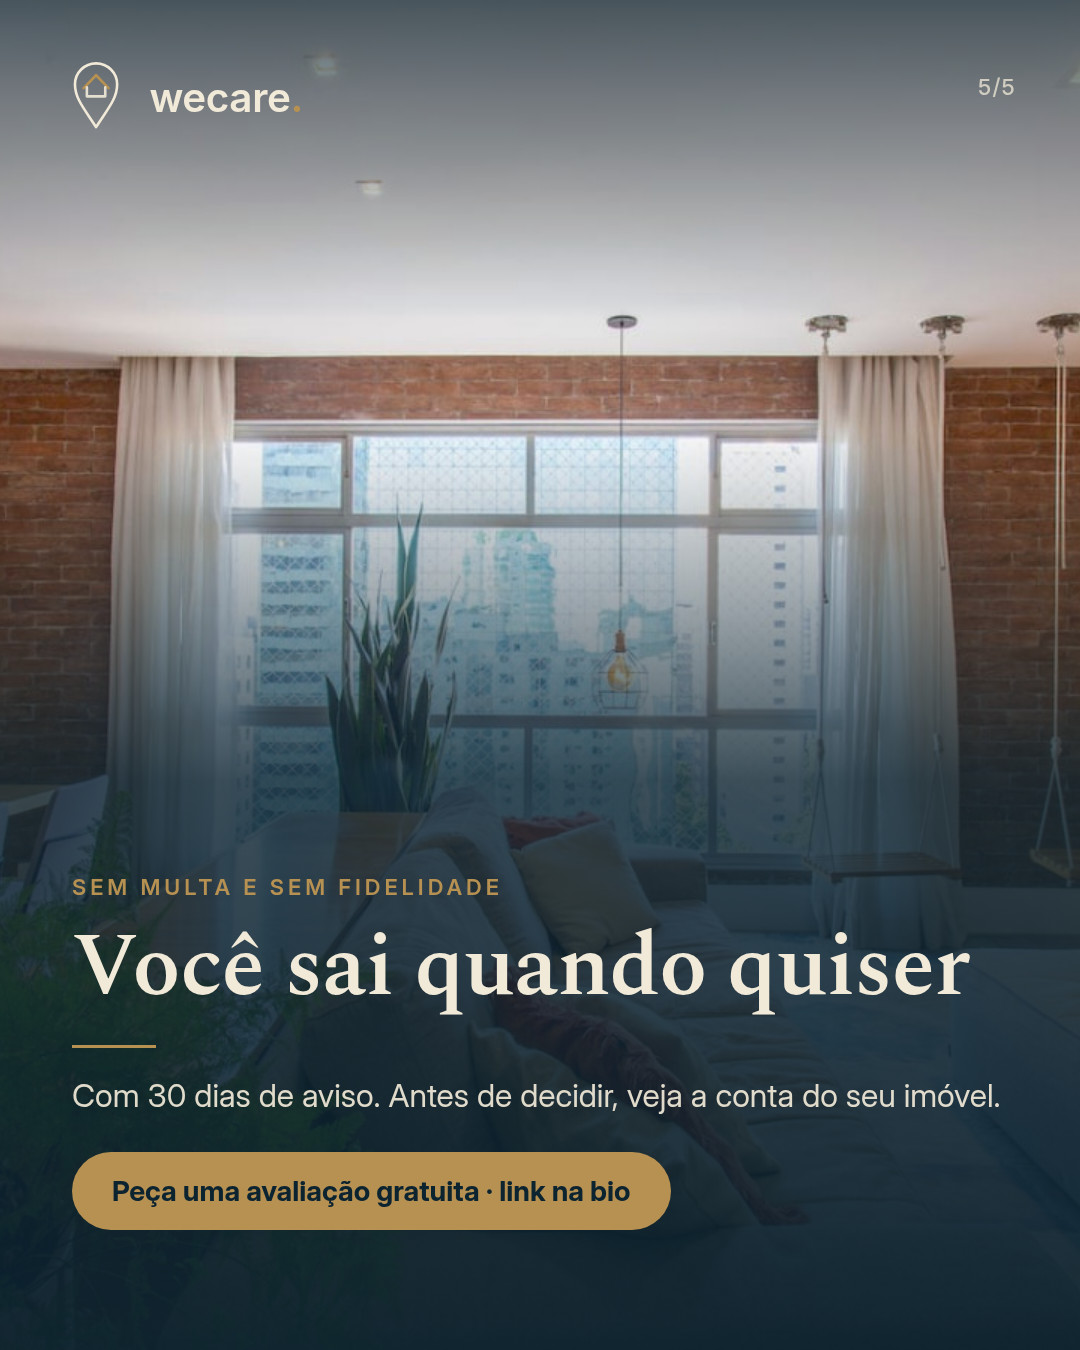 wecare.
5/5
SEM MULTA E SEM FIDELIDADE
Você sai quando quiser
Com 30 dias de aviso. Antes de decidir, veja a conta do seu imóvel.
Peça uma avaliação gratuita · link na bio